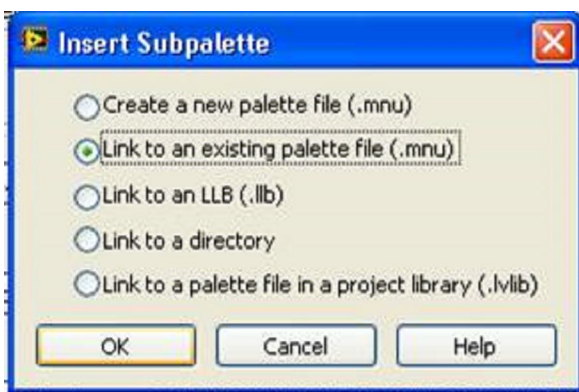 Insert Subpalette
Create a new palette file (.mnu)
Link to an existing palette file (.mnu)
Link to an LLB (.llb)
Link to a directory
Link to a palette file in a project library (.lvlib)
OK Cancel Help